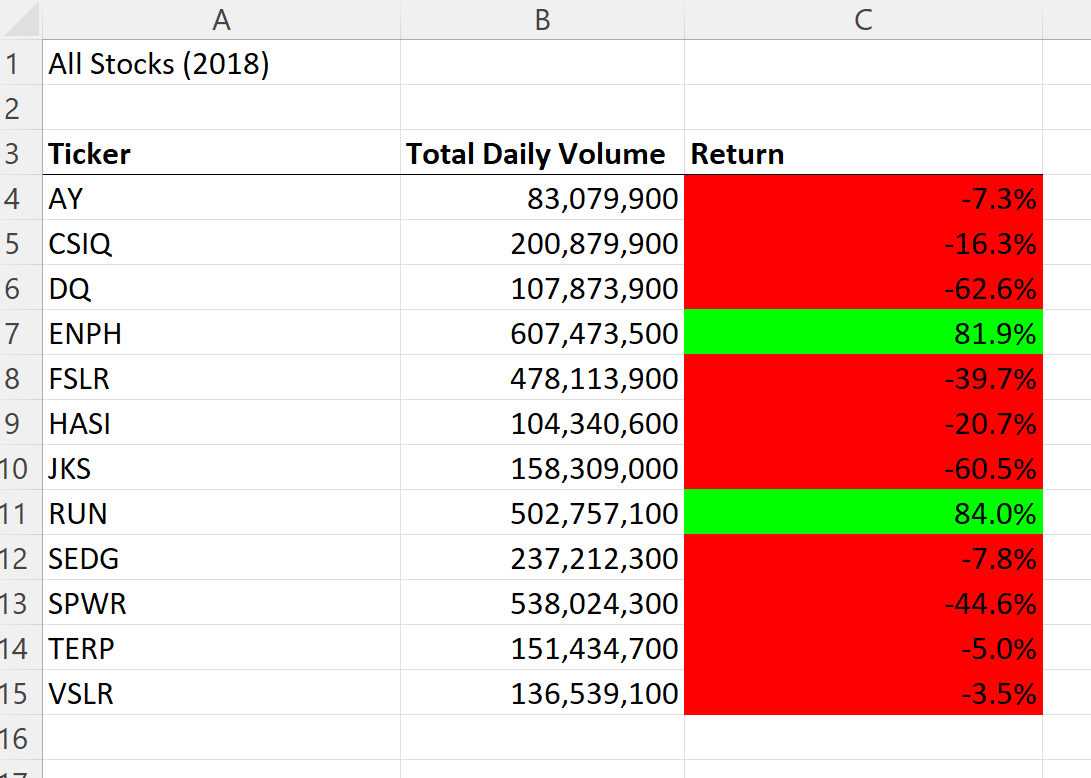 A B C
1 All Stocks (2018)
2
3 Ticker Total Daily Volume Return
4 AY 83,079,900 -7.3%
5 CSIQ 200,879,900 -16.3%
6 DQ 107,873,900 -62.6%
7 ENPH 607,473,500 81.9%
8 FSLR 478,113,900 -39.7%
9 HASI 104,340,600 -20.7%
10 JKS 158,309,000 -60.5%
11 RUN 502,757,100 84.0%
12 SEDG 237,212,300 -7.8%
13 SPWR 538,024,300 -44.6%
14 TERP 151,434,700 -5.0%
15 VSLR 136,539,100 -3.5%
16
17